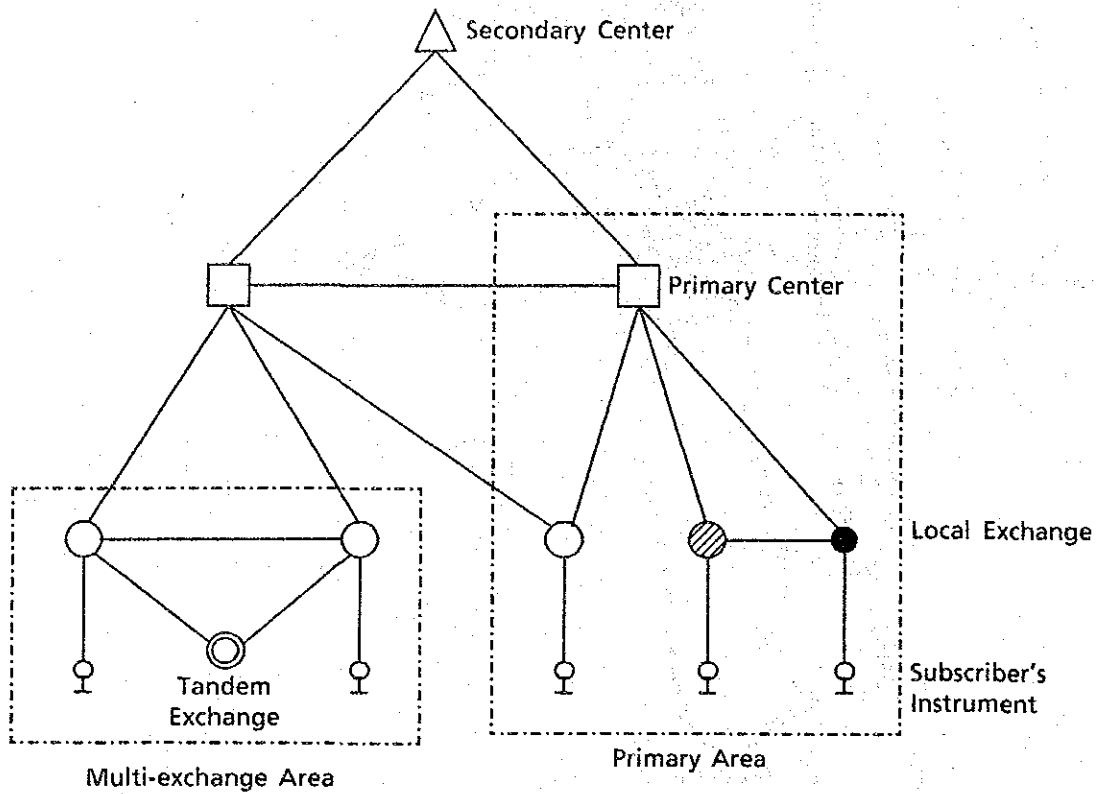 Secondary Center
Primary Center
Local Exchange
Tandem
Exchange
Subscriber's
Instrument
Primary Area
Multi-exchange Area